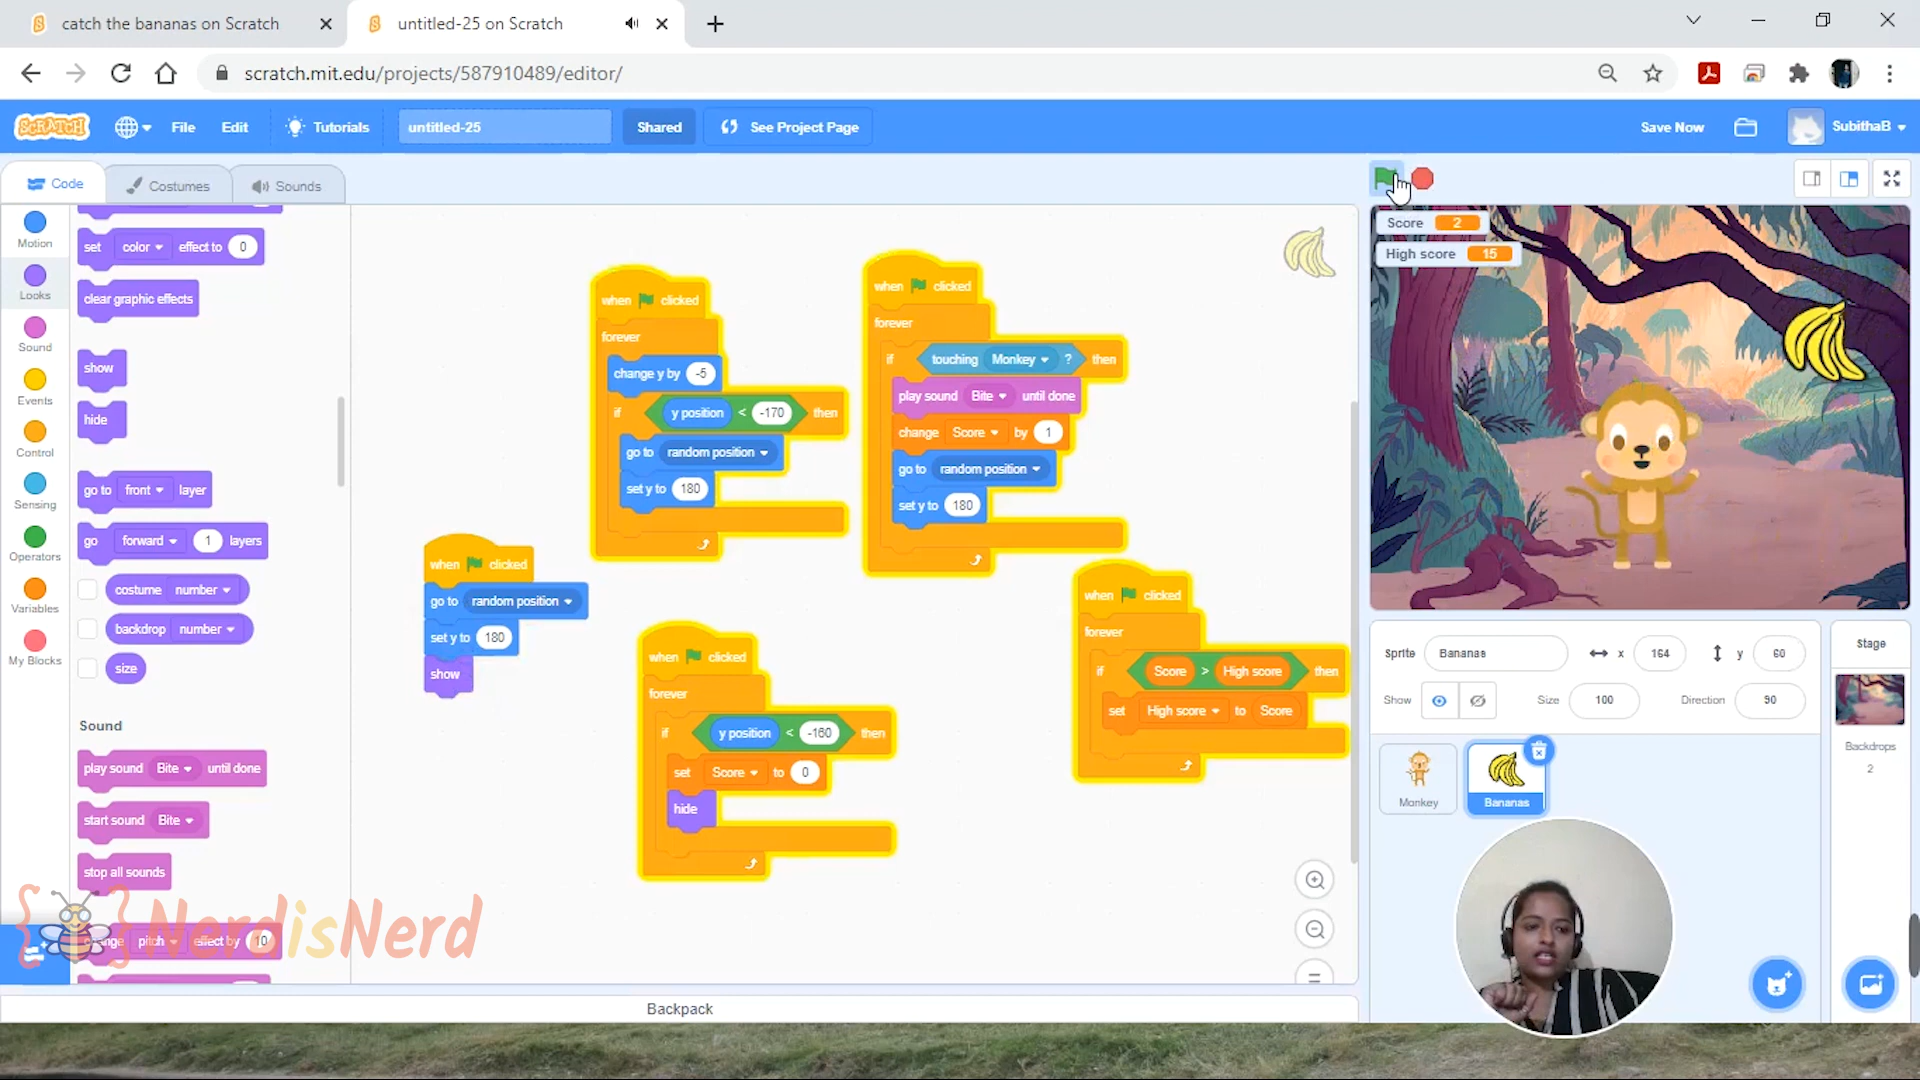 catch the bananas on Scratch
untitled-25 on Scratch
scratch.mit.edu/projects/587910489/editor/
SCRATCH File Edit Tutorials untitled-25 Shared See Project Page Save Now SubithaB
Code Costumes Sounds
Motion
Looks
Sound
Events
Control
Sensing
Operators
Variables
My Blocks
set color effect to 0
clear graphic effects
show
hide
go to front layer
go forward 1 layers
costume number
backdrop number
size
Sound
play sound Bite until done
start sound Bite
stop all sounds
pitch effect by 10
NerdisNerd
when clicked
go to random position
set y to 180
show
when clicked
forever
change y by -5
if y position < -170 then
go to random position
set y to 180
when clicked
forever
if touching Monkey ? then
play sound Bite until done
change Score by 1
go to random position
set y to 180
when clicked
forever
if y position < -160 then
set Score to 0
hide
when clicked
forever
if Score > High score then
set High score to Score
Backpack
Score 2
High score 15
Sprite Bananas x 164 y 60
Show Size 100 Direction 90
Monkey
Bananas
Stage
Backdrops
2